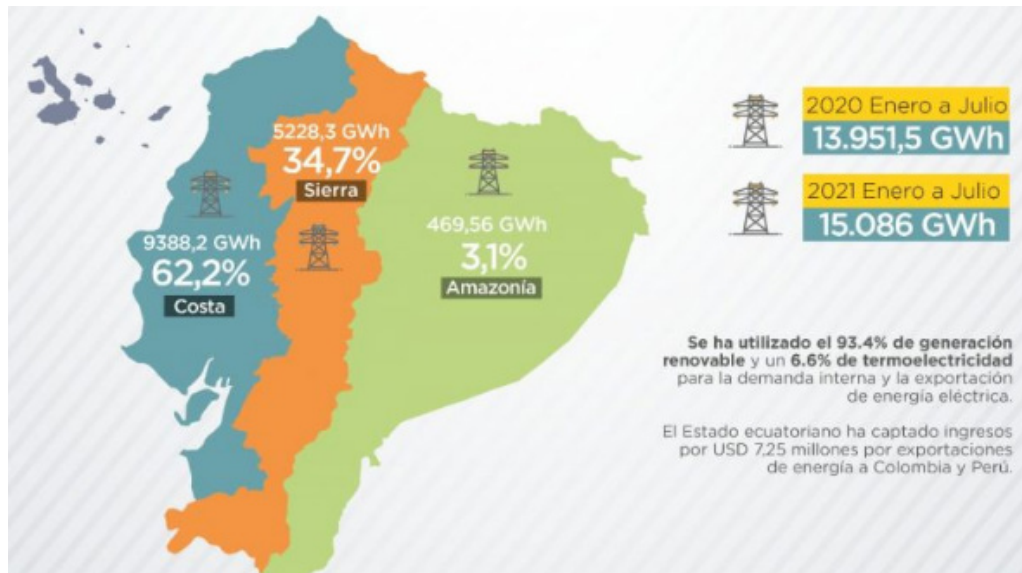 5228,3 GWh
34,7%
Sierra
9388,2 GWh
62,2%
Costa
469,56 GWh
3,1%
Amazonía
2020 Enero a Julio
13.951,5 GWh
2021 Enero a Julio
15.086 GWh
Se ha utilizado el 93.4% de generación
renovable y un 6.6% de termoelectricidad
para la demanda interna y la exportación
de energía eléctrica.
El Estado ecuatoriano ha captado ingresos
por USD 7,25 millones por exportaciones
de energía a Colombia y Perú.